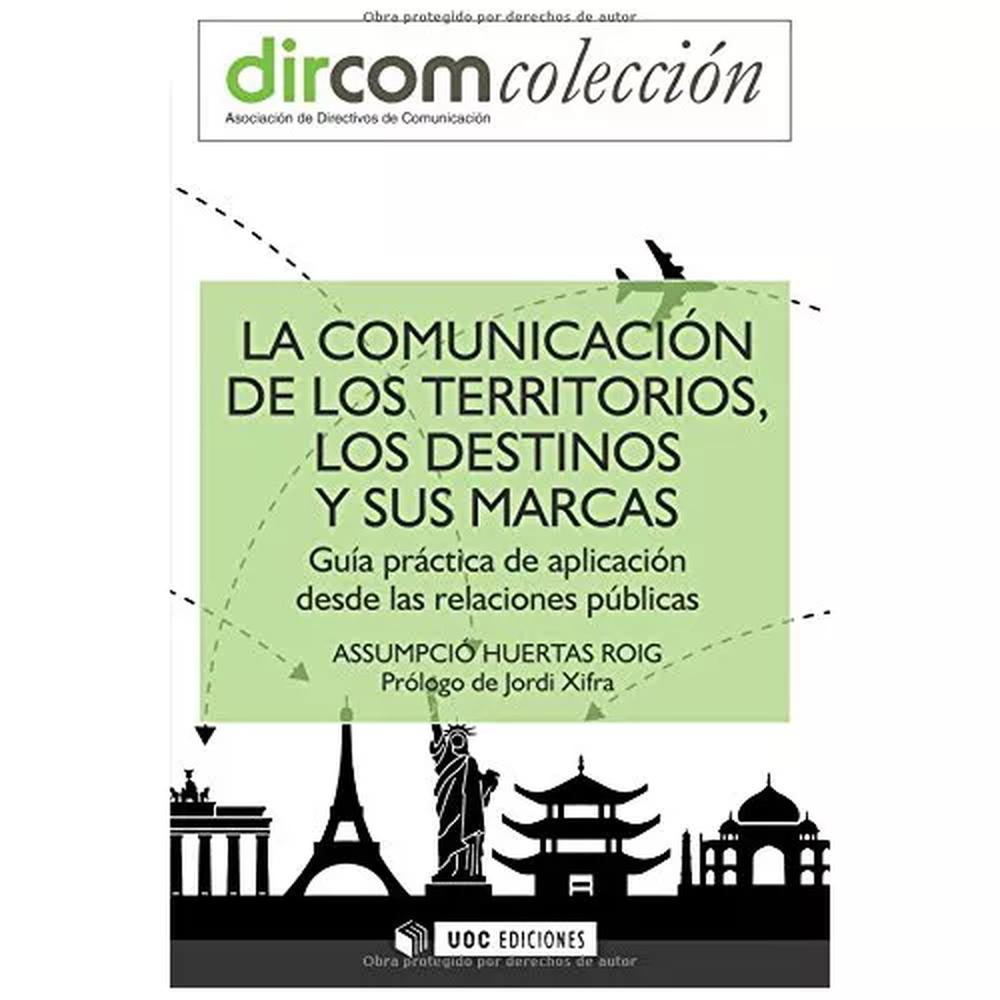 Obra protegido por derechos de autor
dircom colección
Asociación de Directivos de Comunicación
LA COMUNICACIÓN
DE LOS TERRITORIOS,
LOS DESTINOS
Y SUS MARCAS
Guía práctica de aplicación
desde las relaciones públicas
ASSUMPCIÓ HUERTAS ROIG
Prólogo de Jordi Xifra
UOC EDICIONES
Obra protegido por derechos de autor